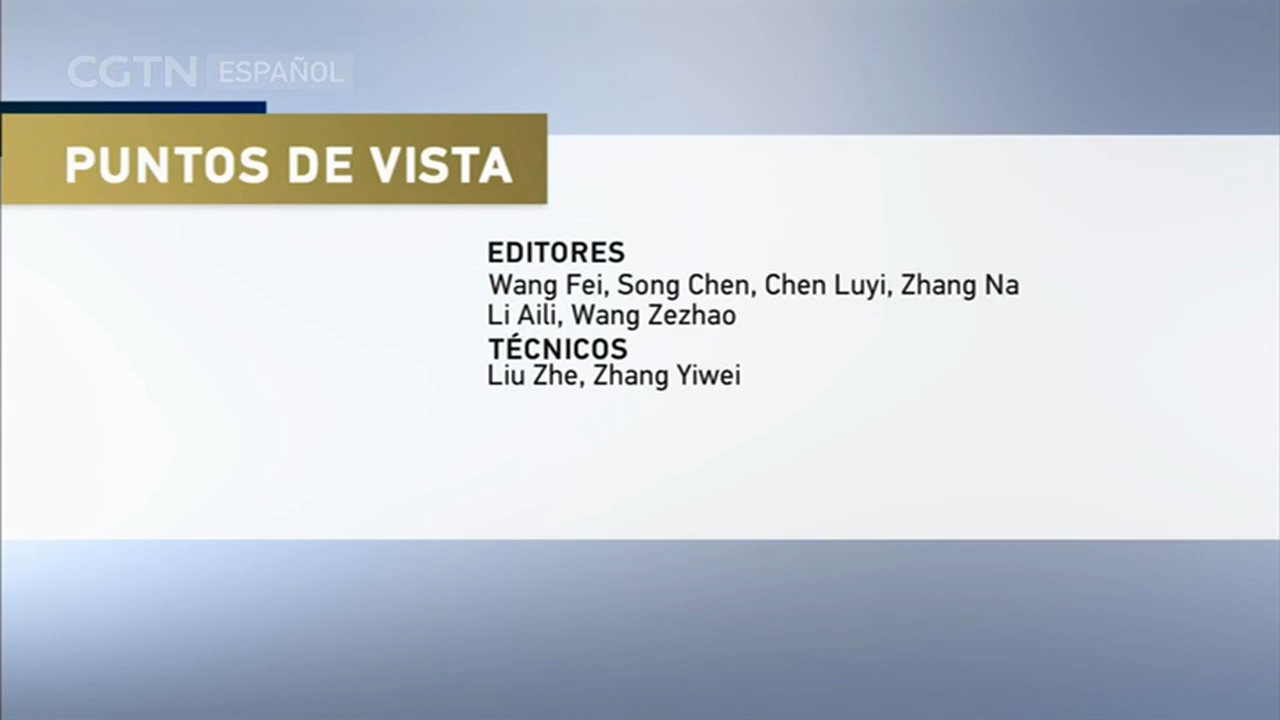 CGTN ESPAÑOL
PUNTOS DE VISTA
EDITORES
Wang Fei, Song Chen, Chen Luyi, Zhang Na
Li Aili, Wang Zezhao
TÉCNICOS
Liu Zhe, Zhang Yiwei